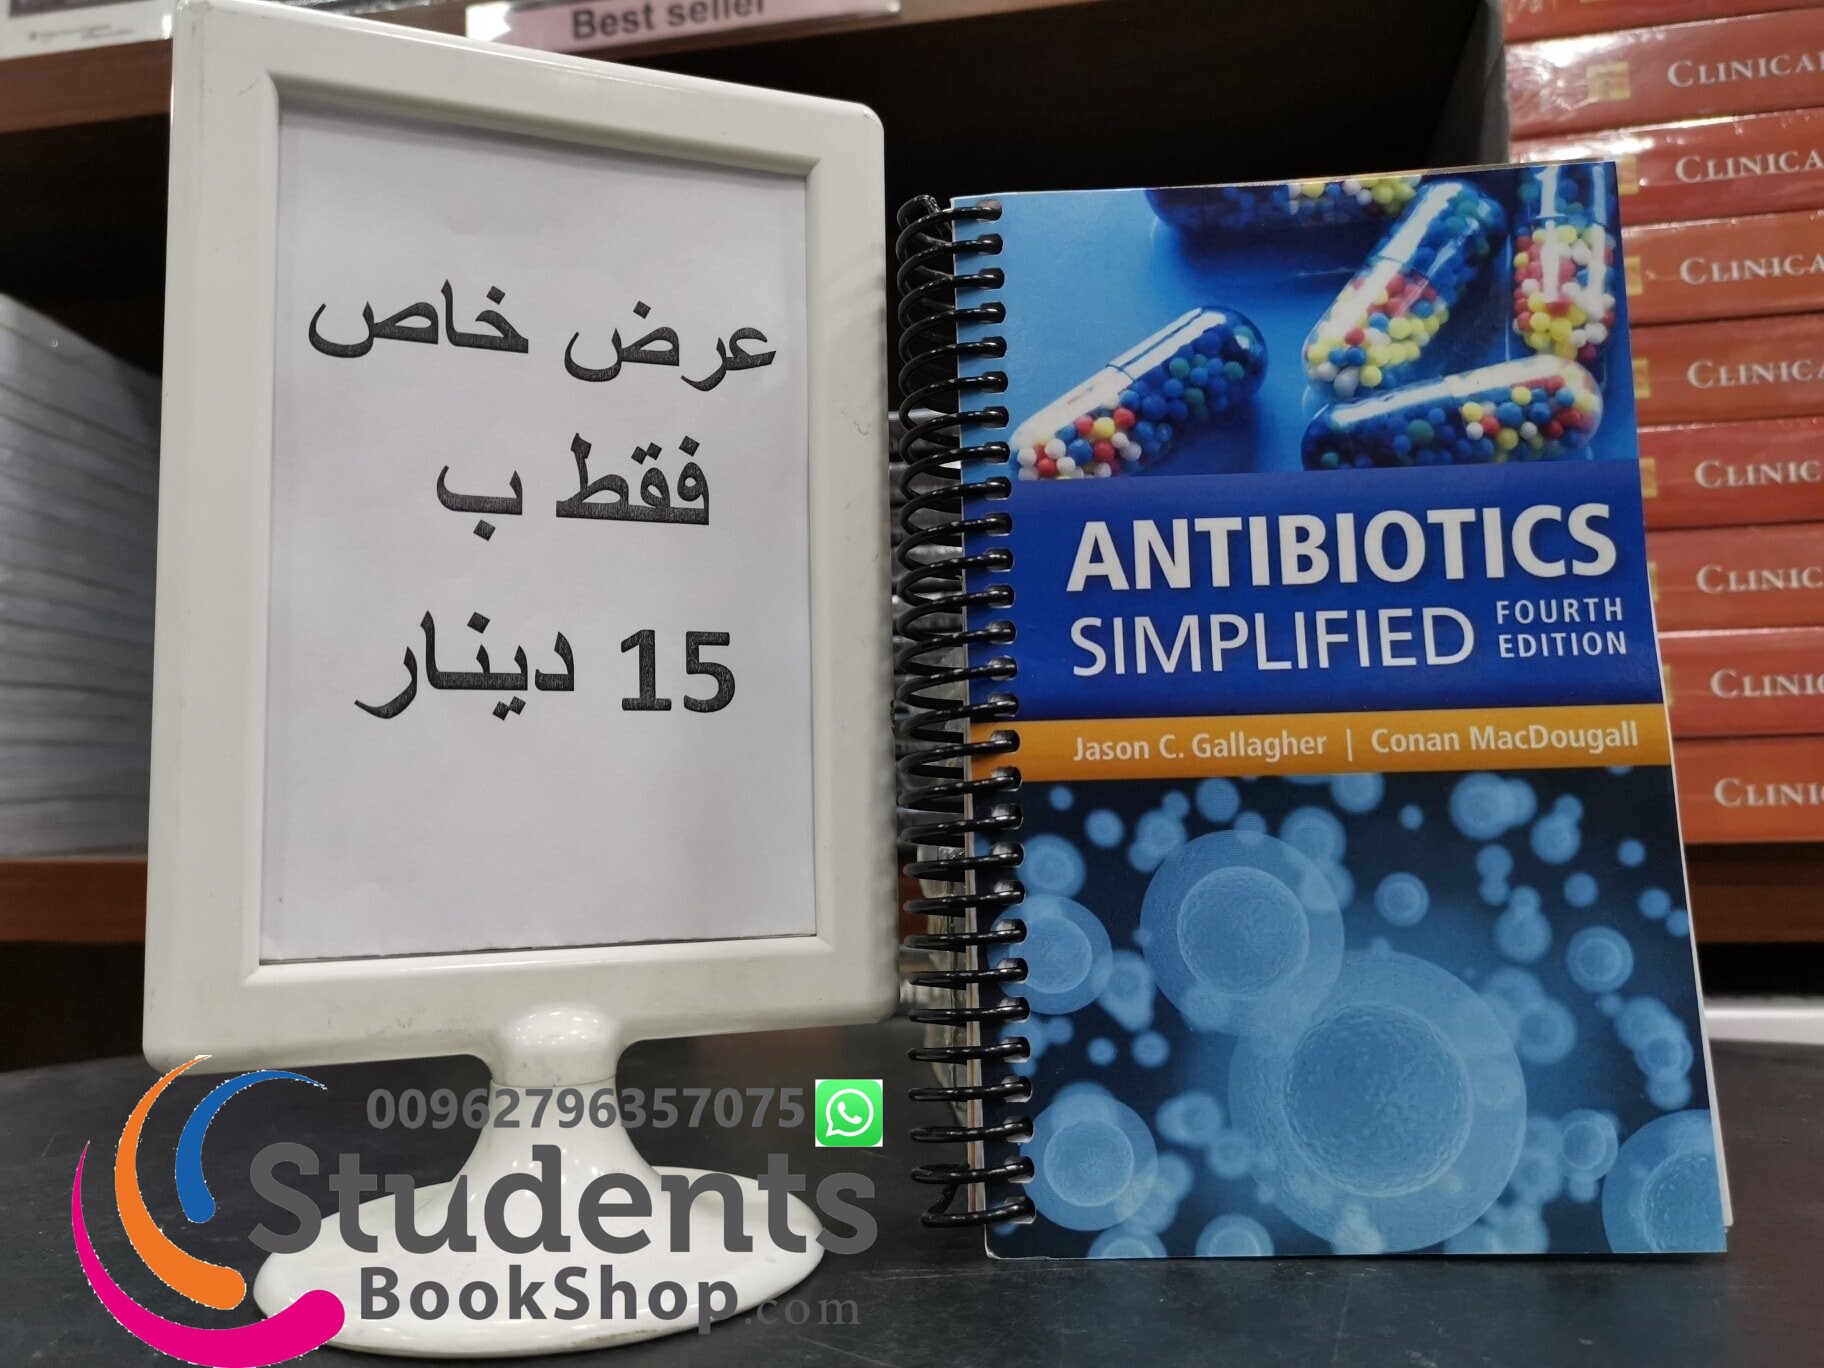 Best seller
عرض خاص
فقط ب
15 دينار
ANTIBIOTICS
SIMPLIFIED
FOURTH
EDITION
Jason C. Gallagher | Conan MacDougall
CLINICAL
CLINICA
CLINICA
CLINICA
CLINIC
CLINIC
CLINIC
CLINI
00962796357075
Students
BookShop.com